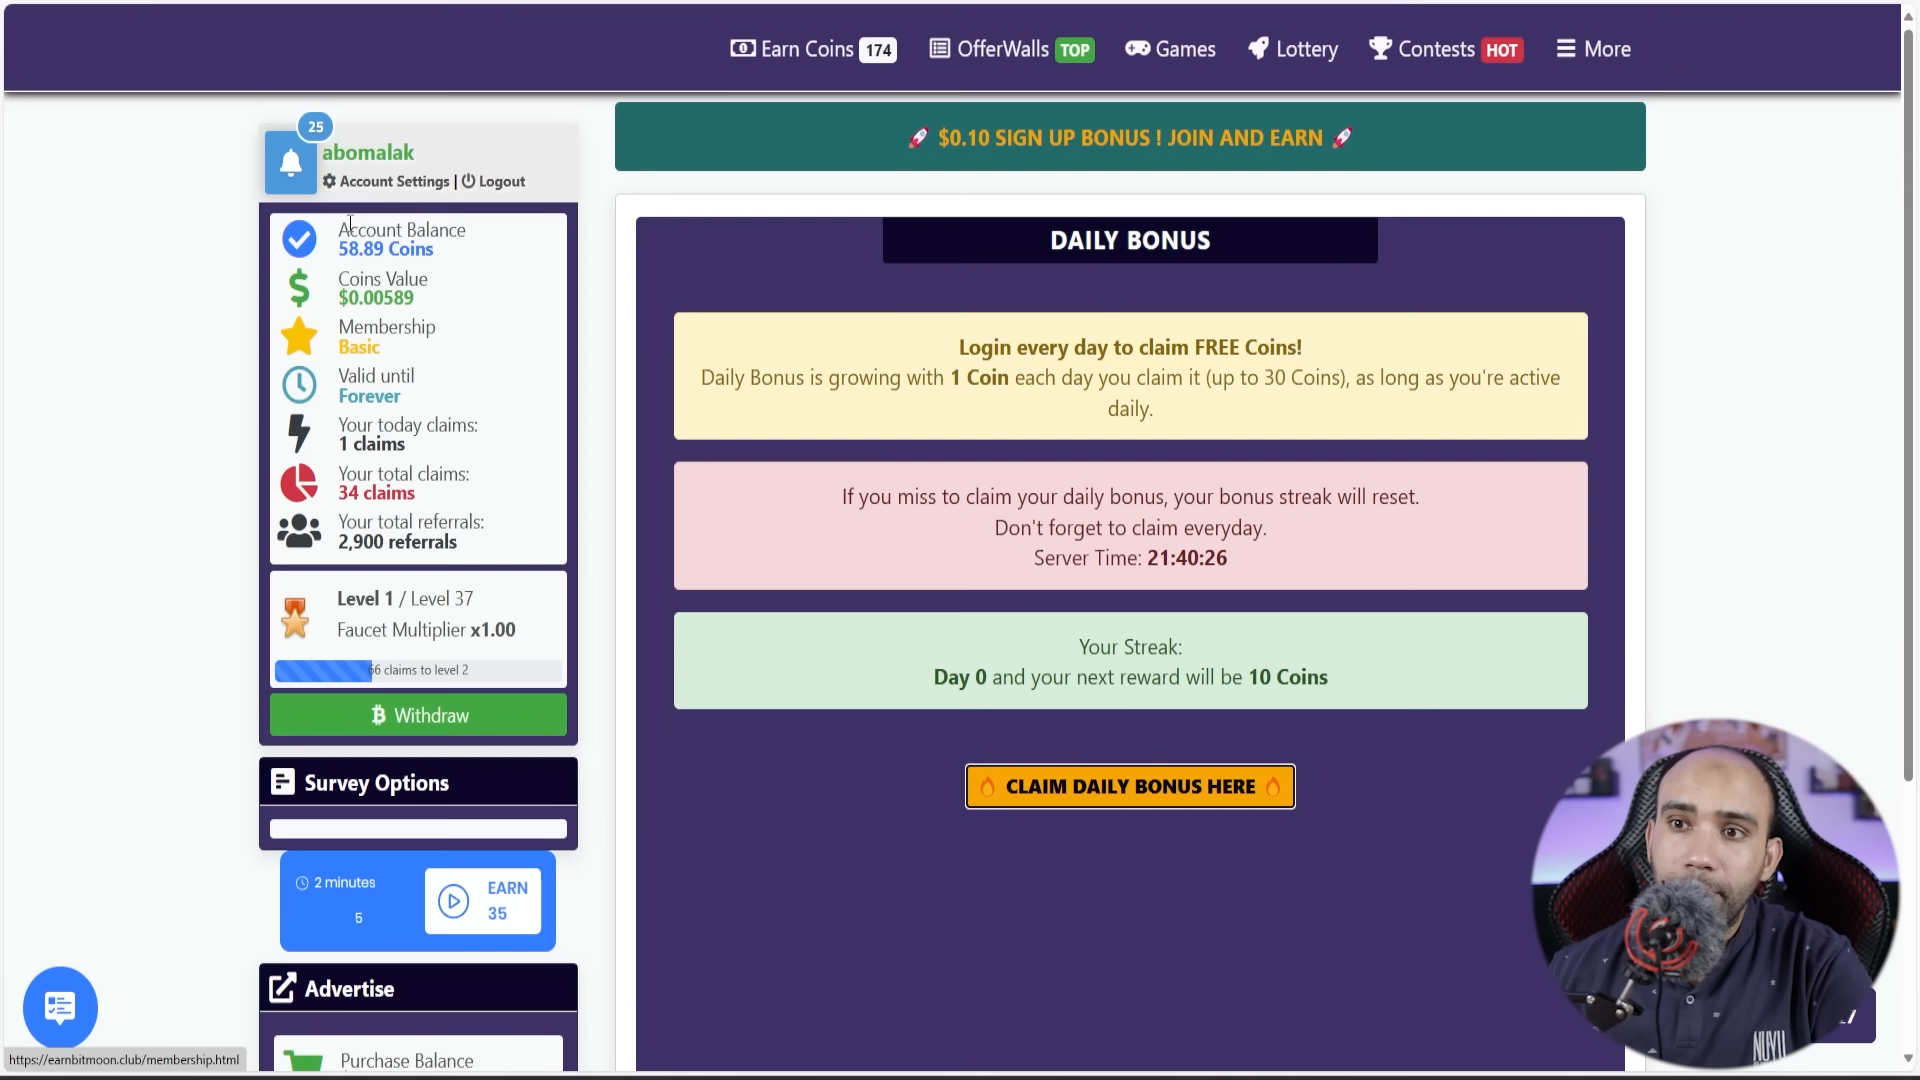 Earn Coins 174
OfferWalls TOP
Games
Lottery
Contests HOT
More
25
abomalak
Account Settings | Logout
Account Balance
58.89 Coins
Coins Value
$0.00589
Membership
Basic
Valid until
Forever
Your today claims:
1 claims
Your total claims:
34 claims
Your total referrals:
2,900 referrals
Level 1 / Level 37
Faucet Multiplier x1.00
66 claims to level 2
Withdraw
Survey Options
2 minutes
5
EARN
35
Advertise
Purchase Balance
https://earnbitmoon.club/membership.html
$0.10 SIGN UP BONUS ! JOIN AND EARN
DAILY BONUS
Login every day to claim FREE Coins!
Daily Bonus is growing with 1 Coin each day you claim it (up to 30 Coins), as long as you're active
daily.
If you miss to claim your daily bonus, your bonus streak will reset.
Don't forget to claim everyday.
Server Time: 21:40:26
Your Streak:
Day 0 and your next reward will be 10 Coins
CLAIM DAILY BONUS HERE